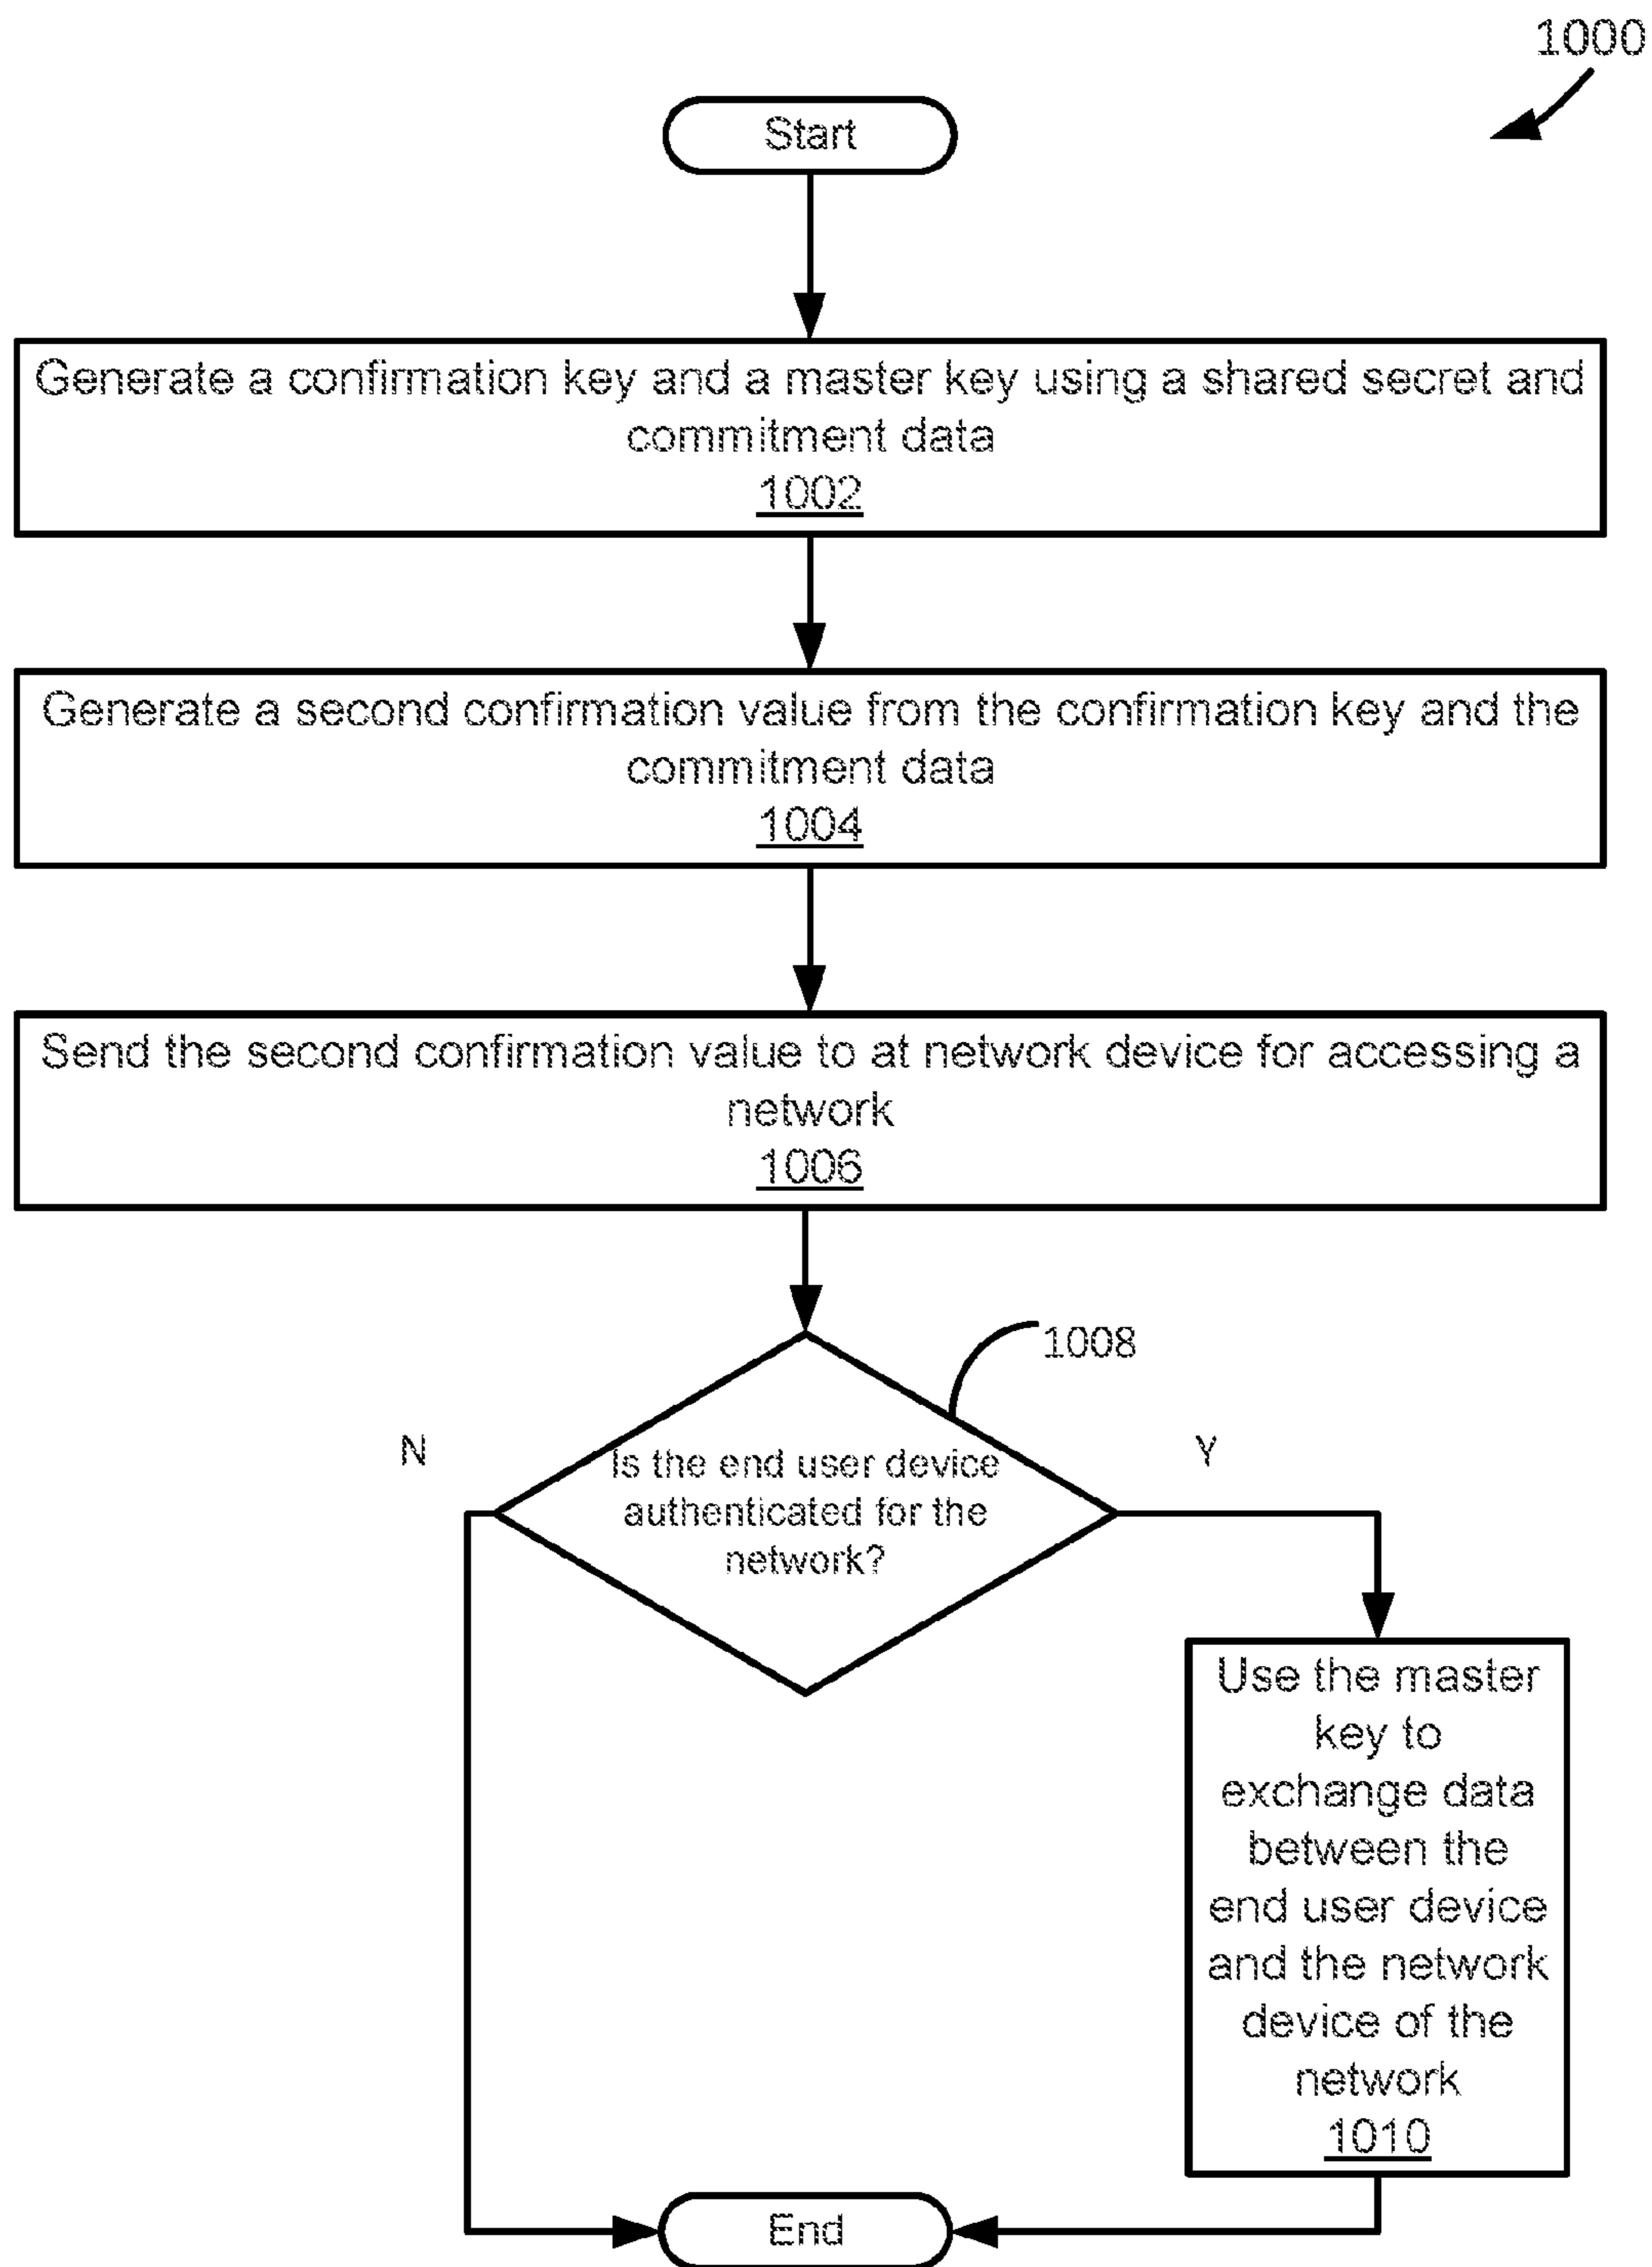 1000
Start
Generate a confirmation key and a master key using a shared secret and
commitment data
1002
Generate a second confirmation value from the confirmation key and the
commitment data
1004
Send the second confirmation value to at network device for accessing a
network
1006
1008
N
Y
Is the end user device
authenticated for the
network?
Use the master
key to
exchange data
between the
end user device
and the network
device of the
network
1010
End